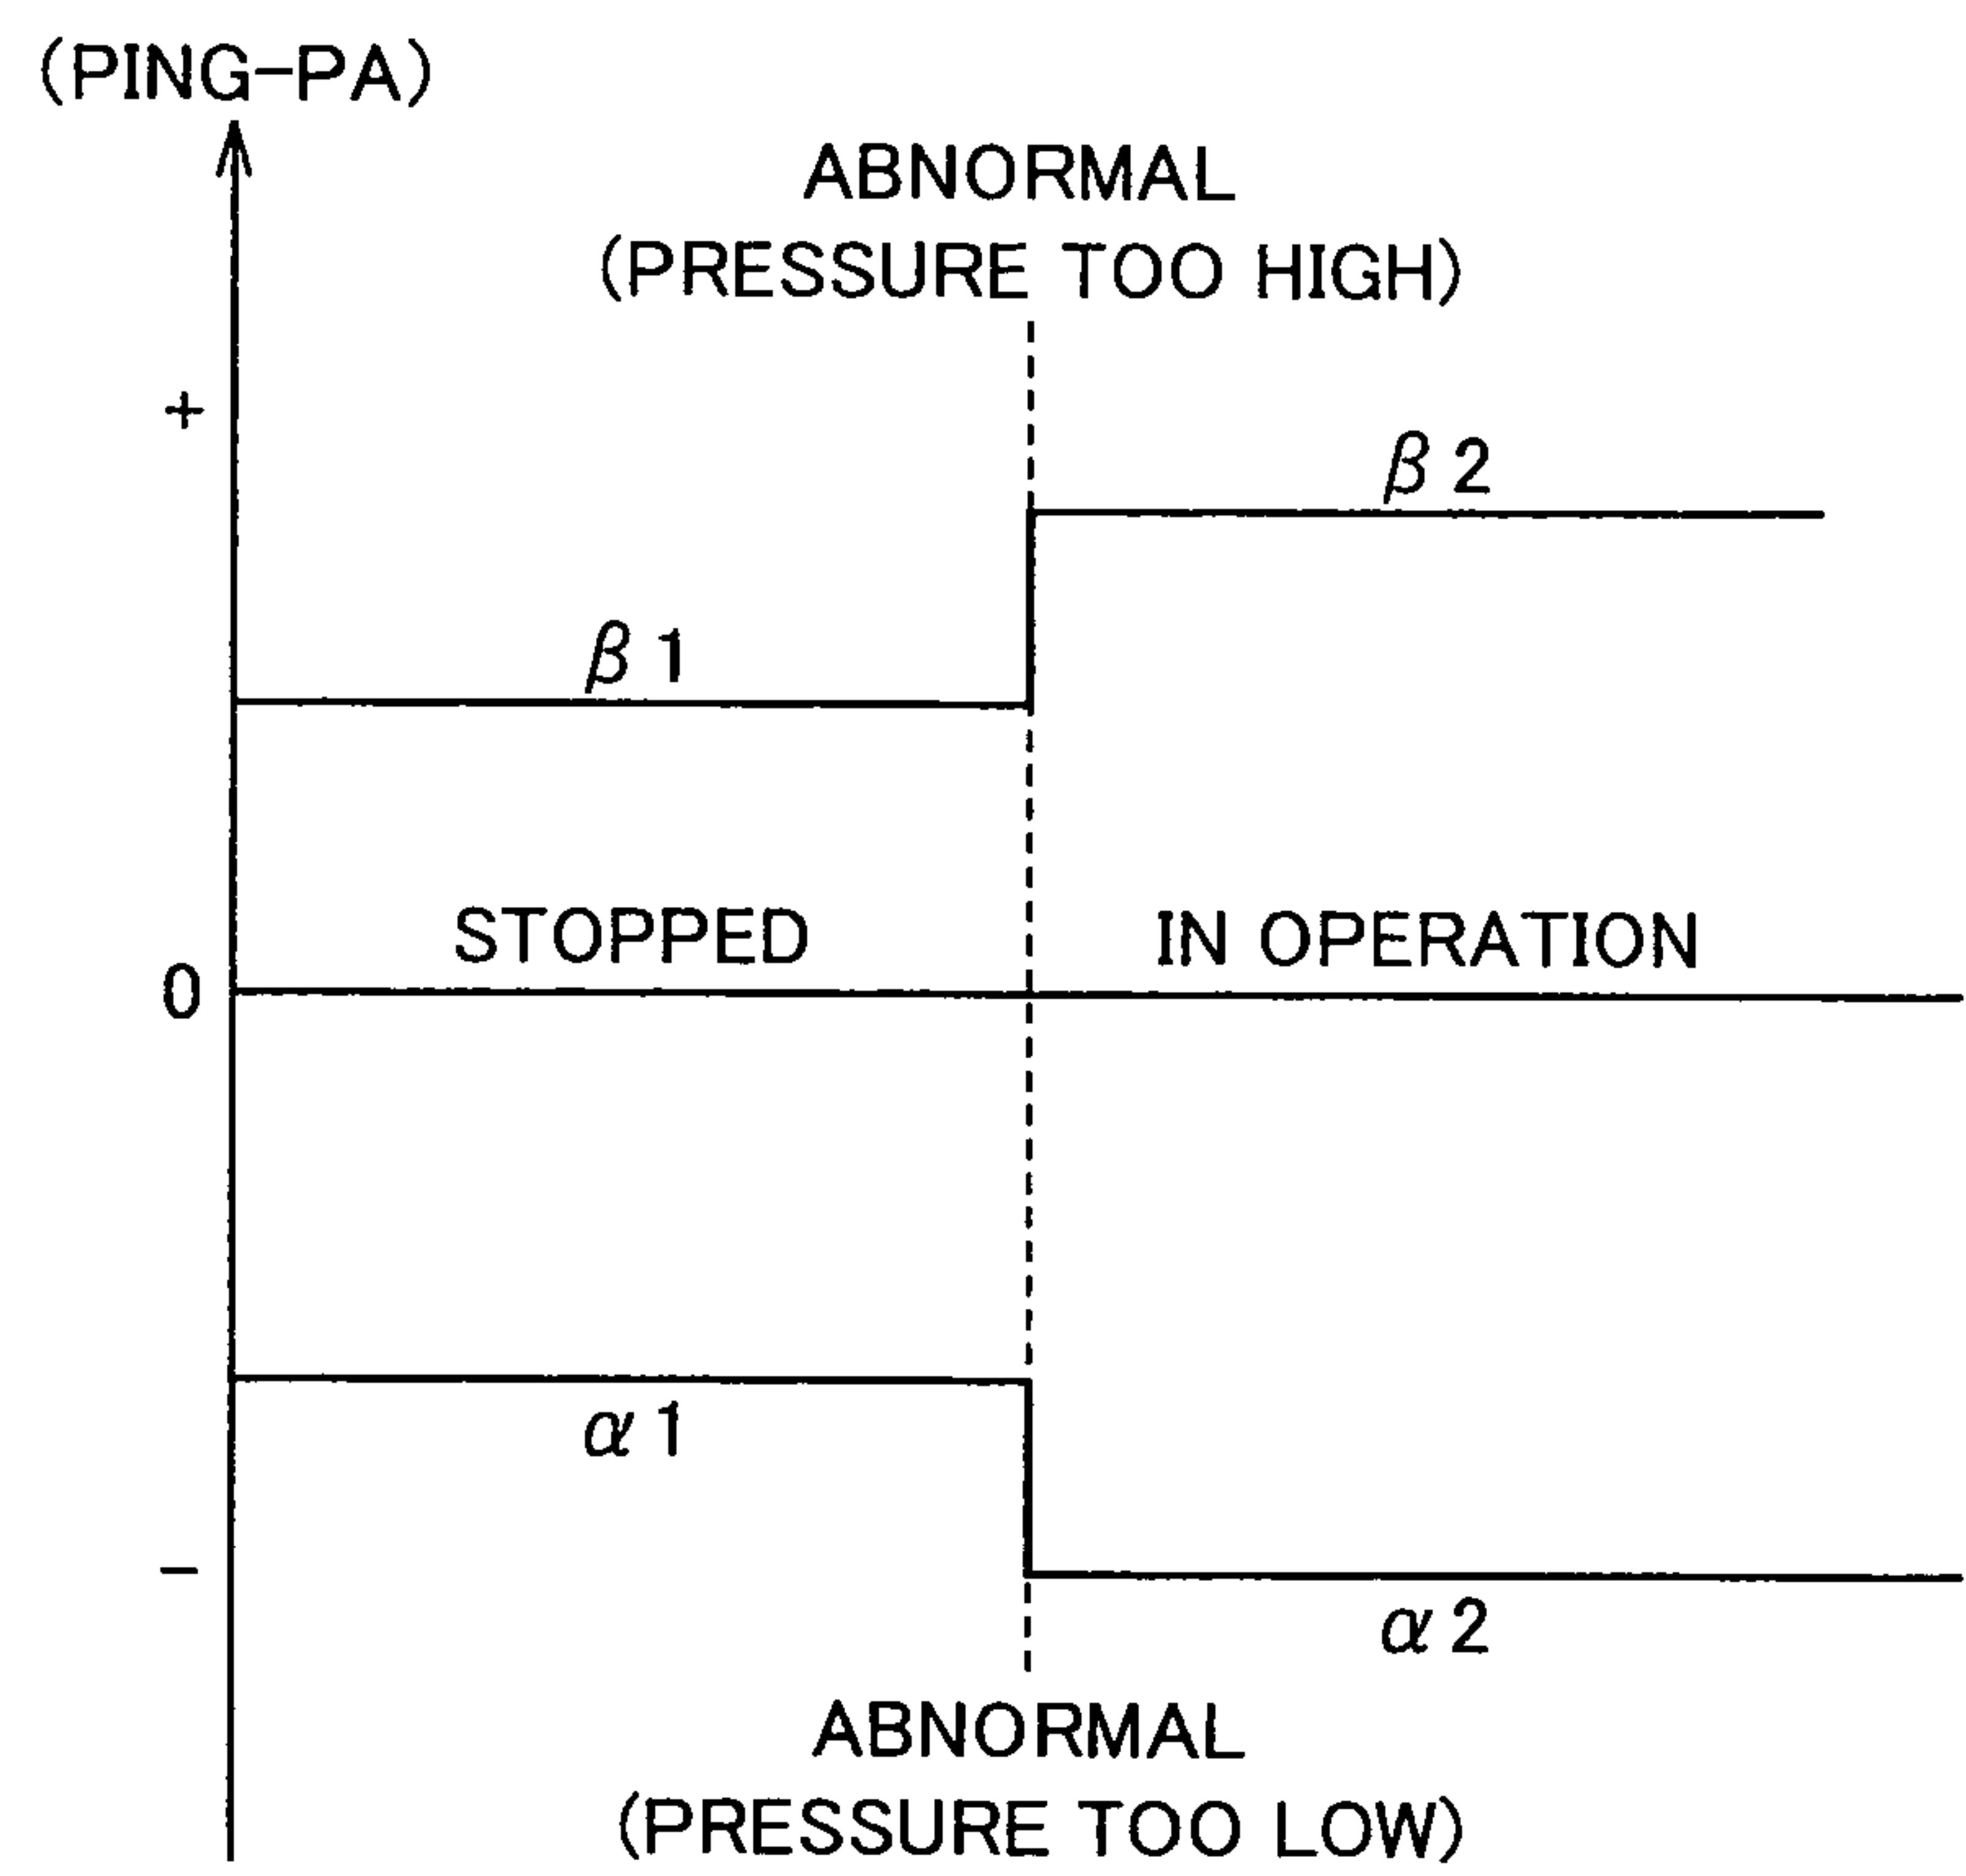 (PING-PA)
ABNORMAL
(PRESSURE TOO HIGH)
+
β2
β1
STOPPED
IN OPERATION
0
α1
−
α2
ABNORMAL
(PRESSURE TOO LOW)